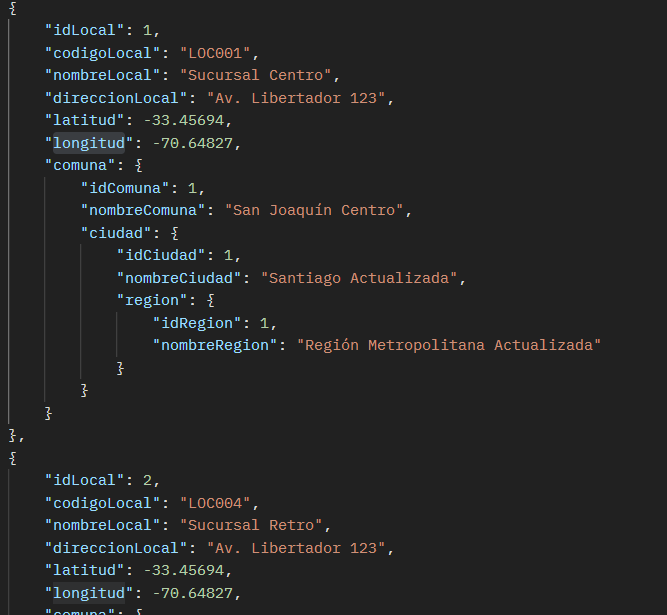 {
    "idLocal": 1,
    "codigoLocal": "LOC001",
    "nombreLocal": "Sucursal Centro",
    "direccionLocal": "Av. Libertador 123",
    "latitud": -33.45694,
    "longitud": -70.64827,
    "comuna": {
        "idComuna": 1,
        "nombreComuna": "San Joaquín Centro",
        "ciudad": {
            "idCiudad": 1,
            "nombreCiudad": "Santiago Actualizada",
            "region": {
                "idRegion": 1,
                "nombreRegion": "Región Metropolitana Actualizada"
            }
        }
    }
},
{
    "idLocal": 2,
    "codigoLocal": "LOC004",
    "nombreLocal": "Sucursal Retro",
    "direccionLocal": "Av. Libertador 123",
    "latitud": -33.45694,
    "longitud": -70.64827,
    "comuna": {